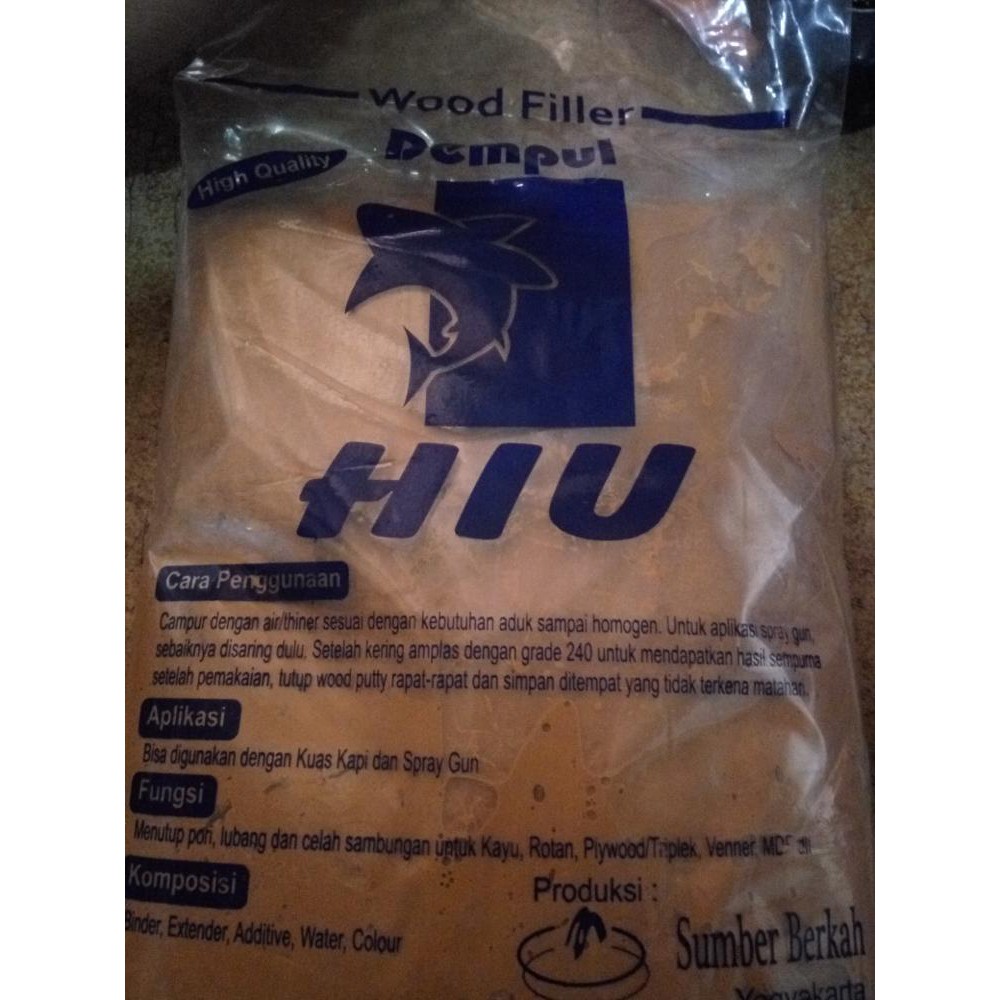 Wood Filler
Dempul
High Quality
HIU
Cara Penggunaan
Campur dengan air/thiner sesuai dengan kebutuhan aduk sampai homogen. Untuk aplikasi spray gun,
sebaiknya disaring dulu. Setelah kering amplas dengan grade 240 untuk mendapatkan hasil sempurna
setelah pemakaian, tutup wood putty rapat-rapat dan simpan ditempat yang tidak terkena matahari.
Aplikasi
Bisa digunakan dengan Kuas Kapi dan Spray Gun
Fungsi
Menutup pori, lubang dan celah sambungan untuk Kayu, Rotan, Plywood/Triplek, Venner, MDF
Komposisi
Binder, Extender, Additive, Water, Colour
Produksi :
Sumber Berkah
Yogyakarta